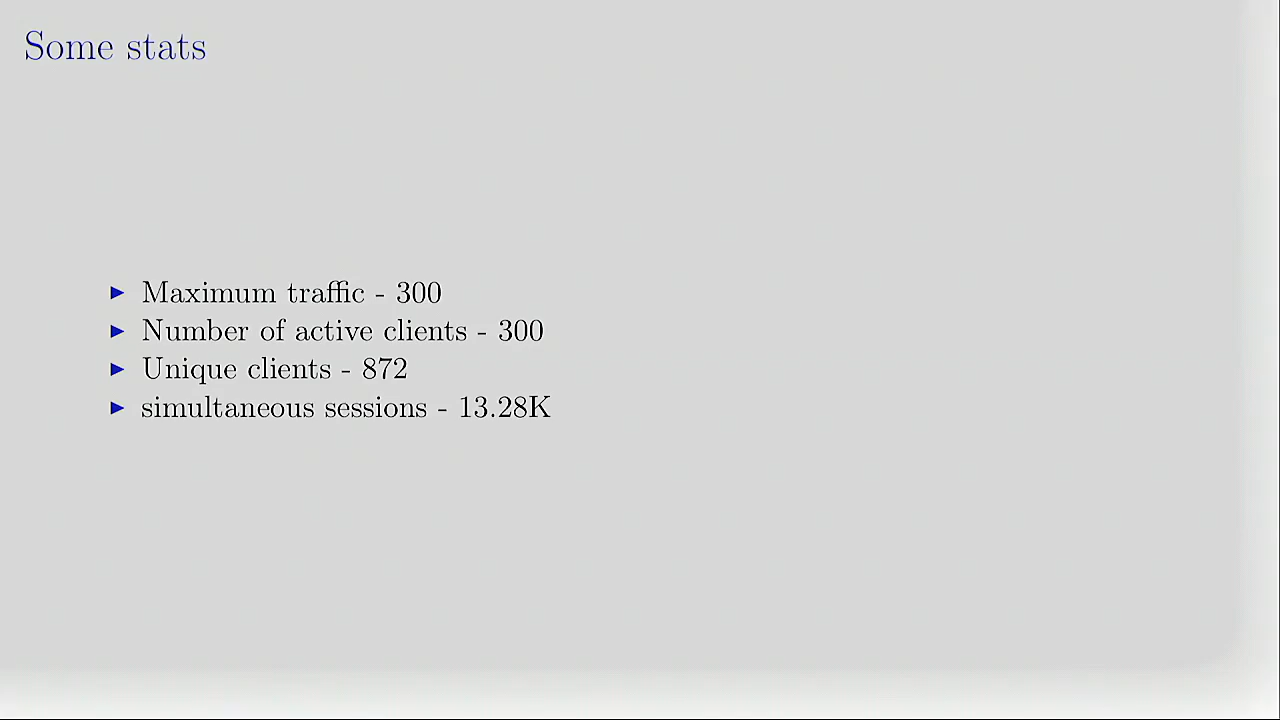 Some stats
▶ Maximum traffic - 300
▶ Number of active clients - 300
▶ Unique clients - 872
▶ simultaneous sessions - 13.28K